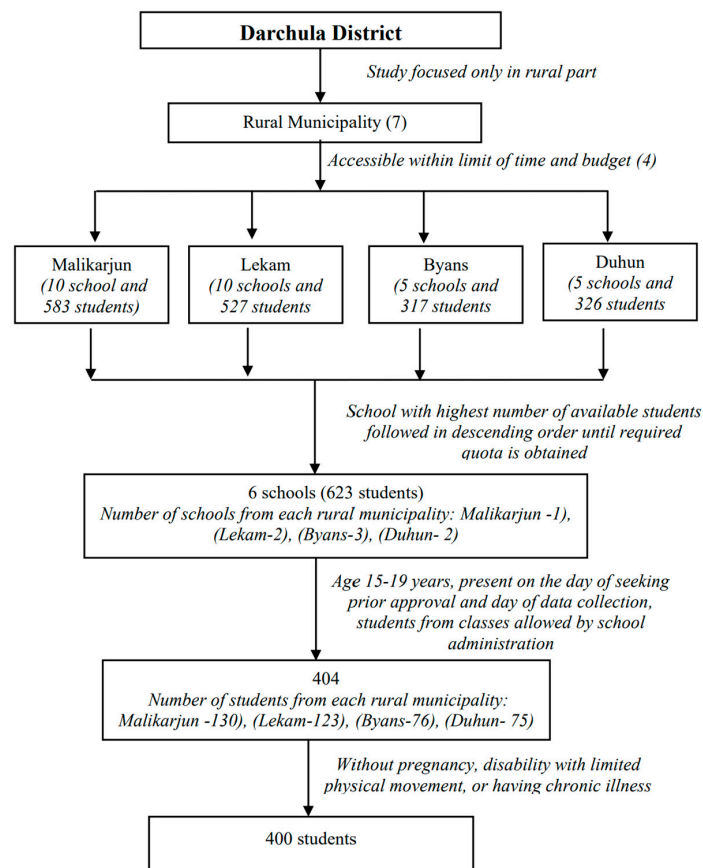 Darchula District
Study focused only in rural part
Rural Municipality (7)
Accessible within limit of time and budget (4)
Malikarjun
(10 school and
583 students)
Lekam
(10 schools and
527 students
Byans
(5 schools and
317 students
Duhun
(5 schools and
326 students
School with highest number of available students
followed in descending order until required
quota is obtained
6 schools (623 students)
Number of schools from each rural municipality: Malikarjun -1),
(Lekam-2), (Byans-3), (Duhun- 2)
Age 15-19 years, present on the day of seeking
prior approval and day of data collection,
students from classes allowed by school
administration
404
Number of students from each rural municipality:
Malikarjun -130), (Lekam-123), (Byans-76), (Duhun- 75)
Without pregnancy, disability with limited
physical movement, or having chronic illness
400 students